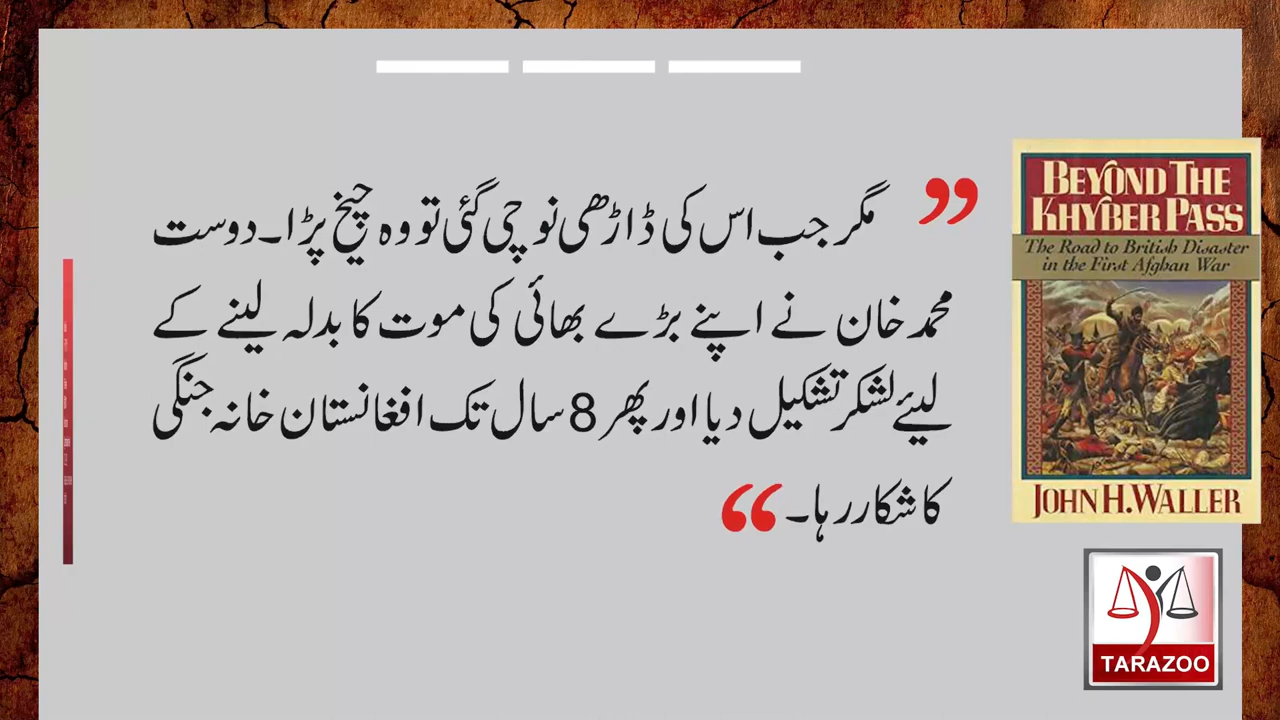 ”مگر جب اس کی ڈاڑھی نوچی گئی تو وہ چیخ پڑا۔ دوست
محمد خان نے اپنے بڑے بھائی کی موت کا بدلہ لینے کے
لیئے لشکر تشکیل دیا اور پھر 8 سال تک افغانستان خانہ جنگی
کا شکار رہا۔“
BEYOND THE
KHYBER PASS
The Road to British Disaster
in the First Afghan War
JOHN H. WALLER
TARAZOO